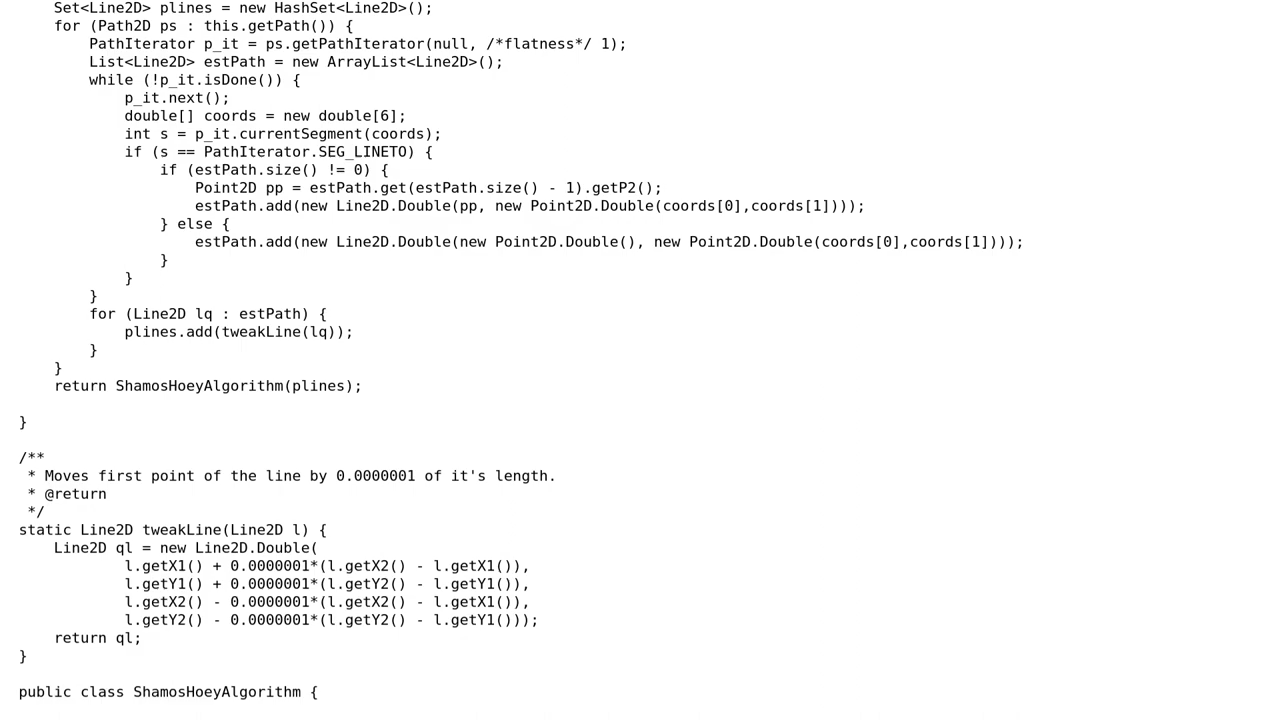 Set<Line2D> plines = new HashSet<Line2D>();
for (Path2D ps : this.getPath()) {
PathIterator p_it = ps.getPathIterator(null, /*flatness*/ 1);
List<Line2D> estPath = new ArrayList<Line2D>();
while (!p_it.isDone()) {
p_it.next();
double[] coords = new double[6];
int s = p_it.currentSegment(coords);
if (s == PathIterator.SEG_LINETO) {
if (estPath.size() != 0) {
Point2D pp = estPath.get(estPath.size() - 1).getP2();
estPath.add(new Line2D.Double(pp, new Point2D.Double(coords[0],coords[1])));
} else {
estPath.add(new Line2D.Double(new Point2D.Double(), new Point2D.Double(coords[0],coords[1])));
}
}
}
for (Line2D lq : estPath) {
plines.add(tweakLine(lq));
}
}
return ShamosHoeyAlgorithm(plines);
}
/**
* Moves first point of the line by 0.0000001 of it's length.
* @return
*/
static Line2D tweakLine(Line2D l) {
Line2D ql = new Line2D.Double(
l.getX1() + 0.0000001*(l.getX2() - l.getX1()),
l.getY1() + 0.0000001*(l.getY2() - l.getY1()),
l.getX2() - 0.0000001*(l.getX2() - l.getX1()),
l.getY2() - 0.0000001*(l.getY2() - l.getY1()));
return ql;
}
public class ShamosHoeyAlgorithm {